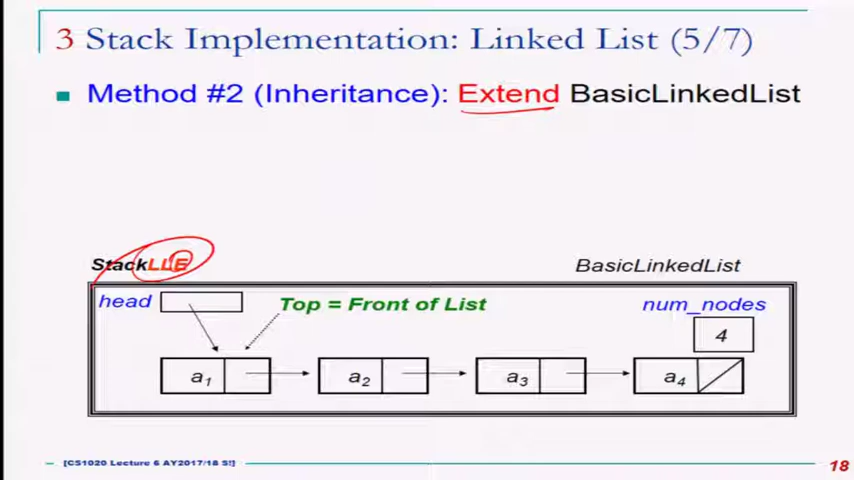 3 Stack Implementation: Linked List (5/7)
Method #2 (Inheritance): Extend BasicLinkedList
StackLLE BasicLinkedList
head Top = Front of List num_nodes
4
a1 a2 a3 a4
[CS1020 Lecture 6 AY2017/18 S1] 18